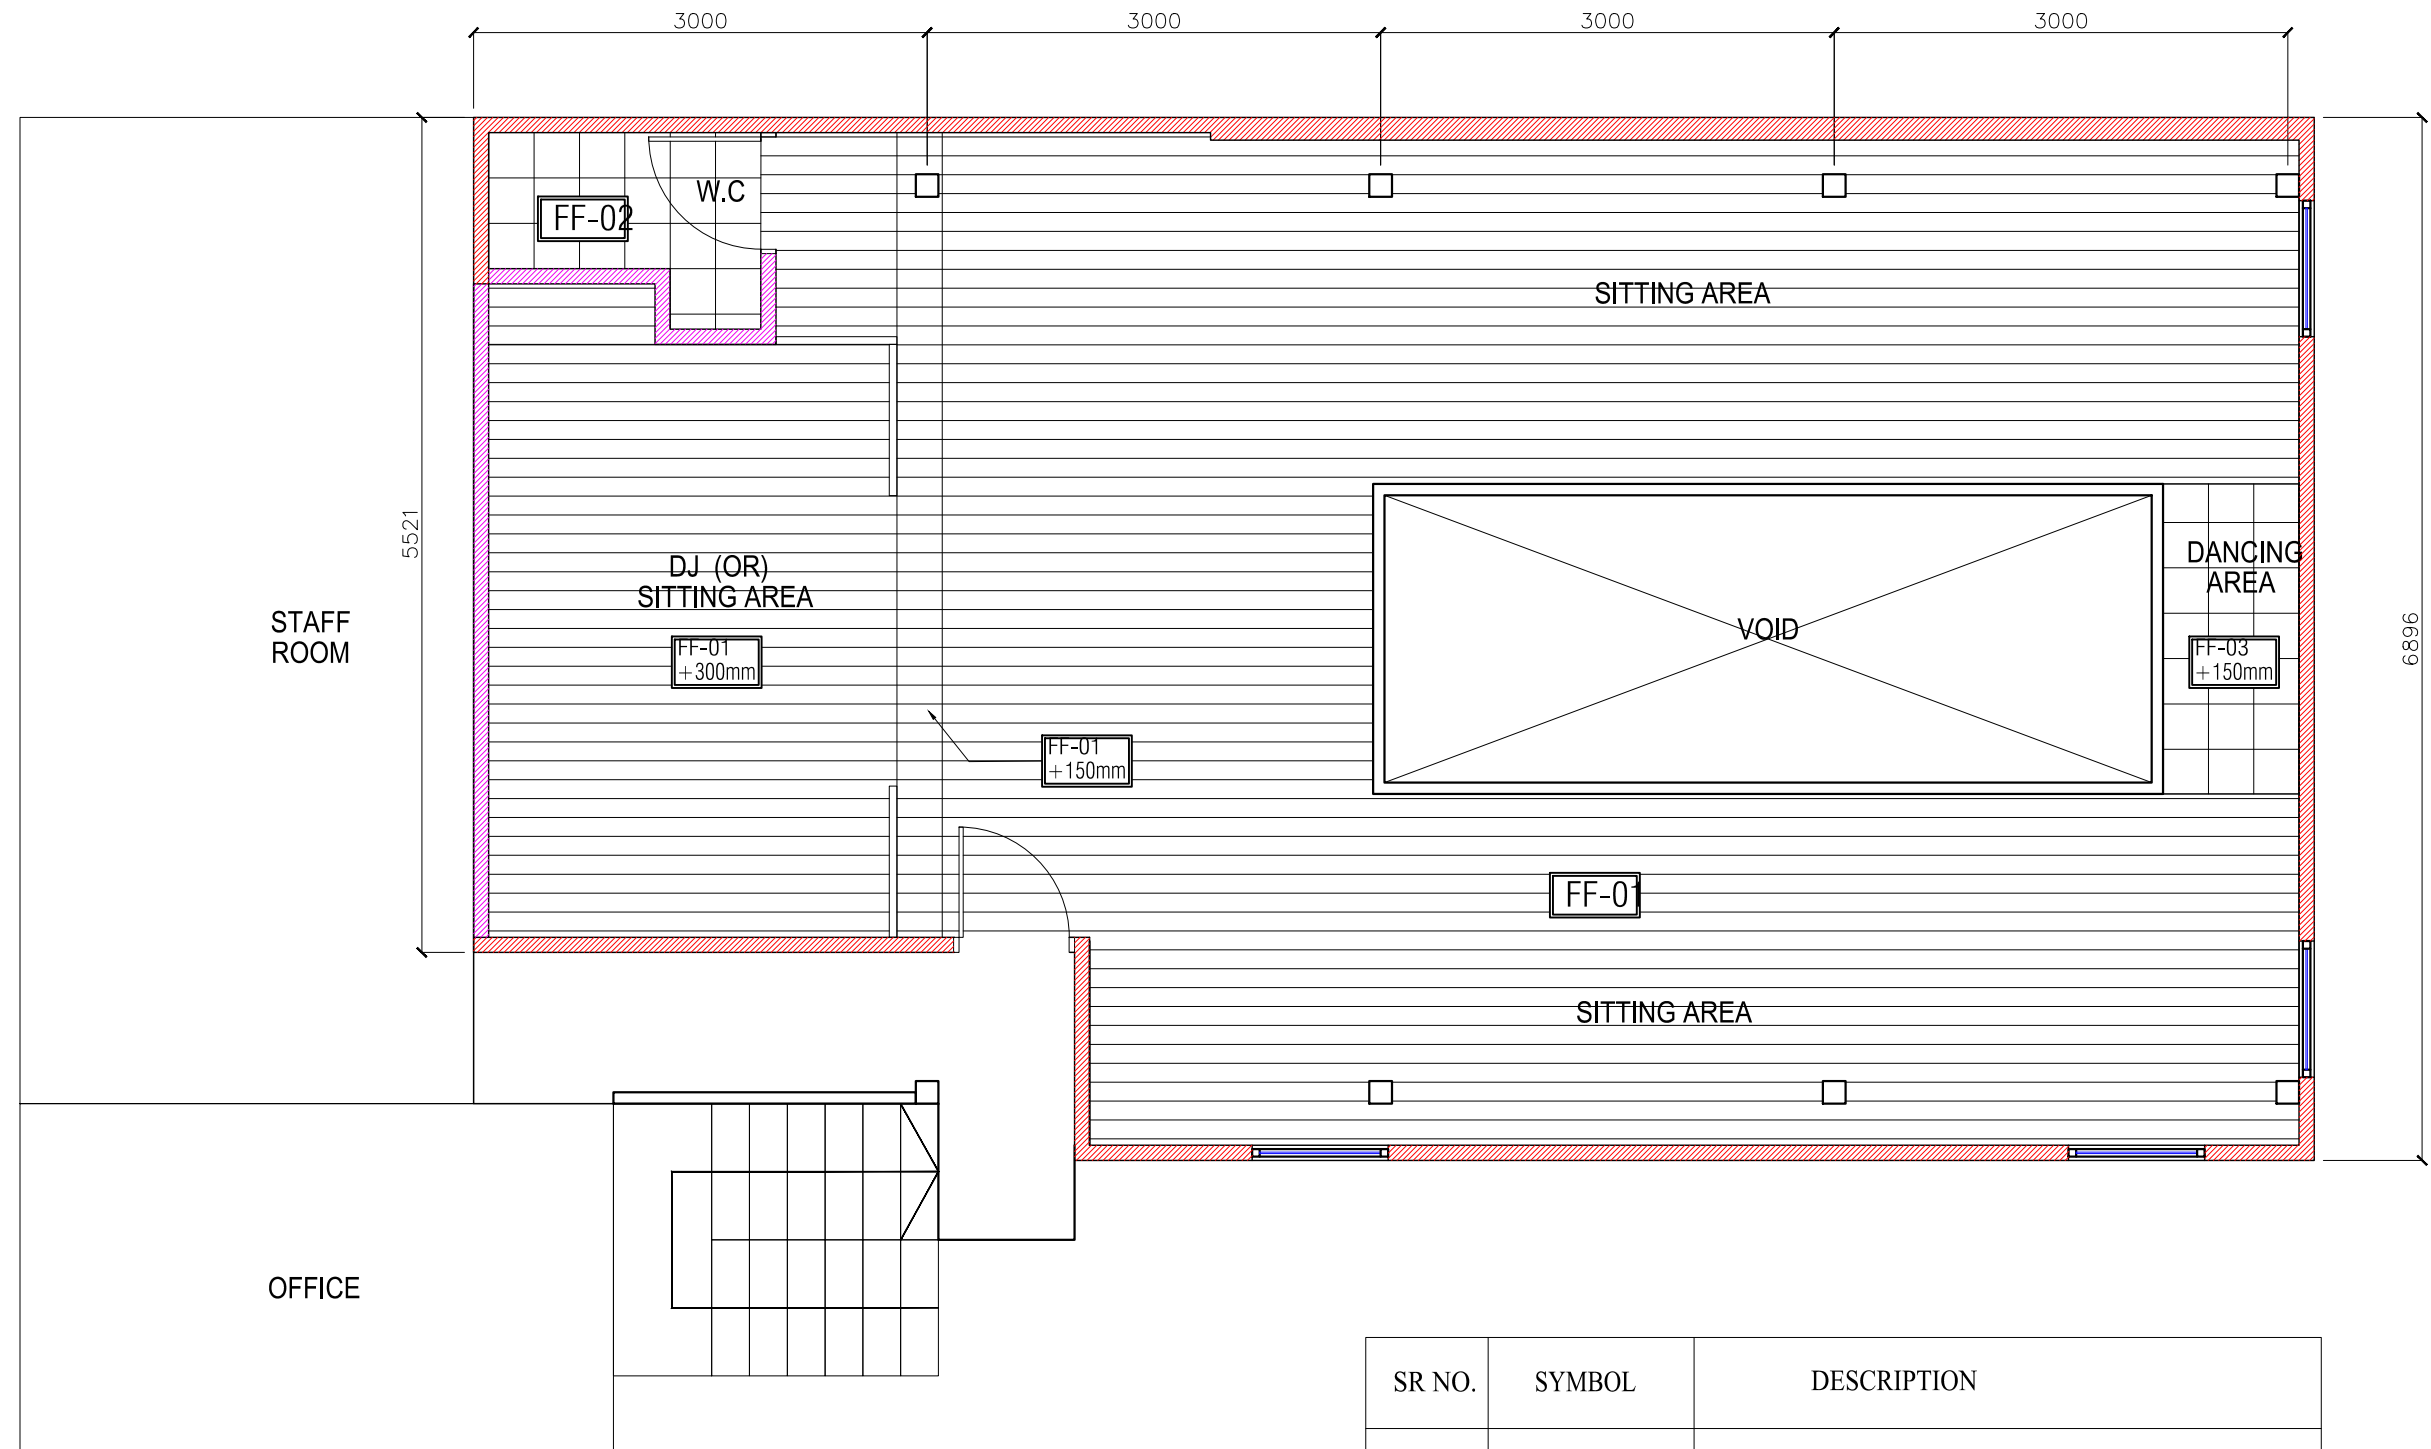 3000 3000 3000 3000
W.C
FF-02
SITTING AREA
5521
DJ (OR)
SITTING AREA
DANCING
AREA
STAFF
ROOM
VOID
6896
FF-01
+300mm
FF-03
+150mm
FF-01
+150mm
FF-01
SITTING AREA
OFFICE
SR NO. SYMBOL DESCRIPTION